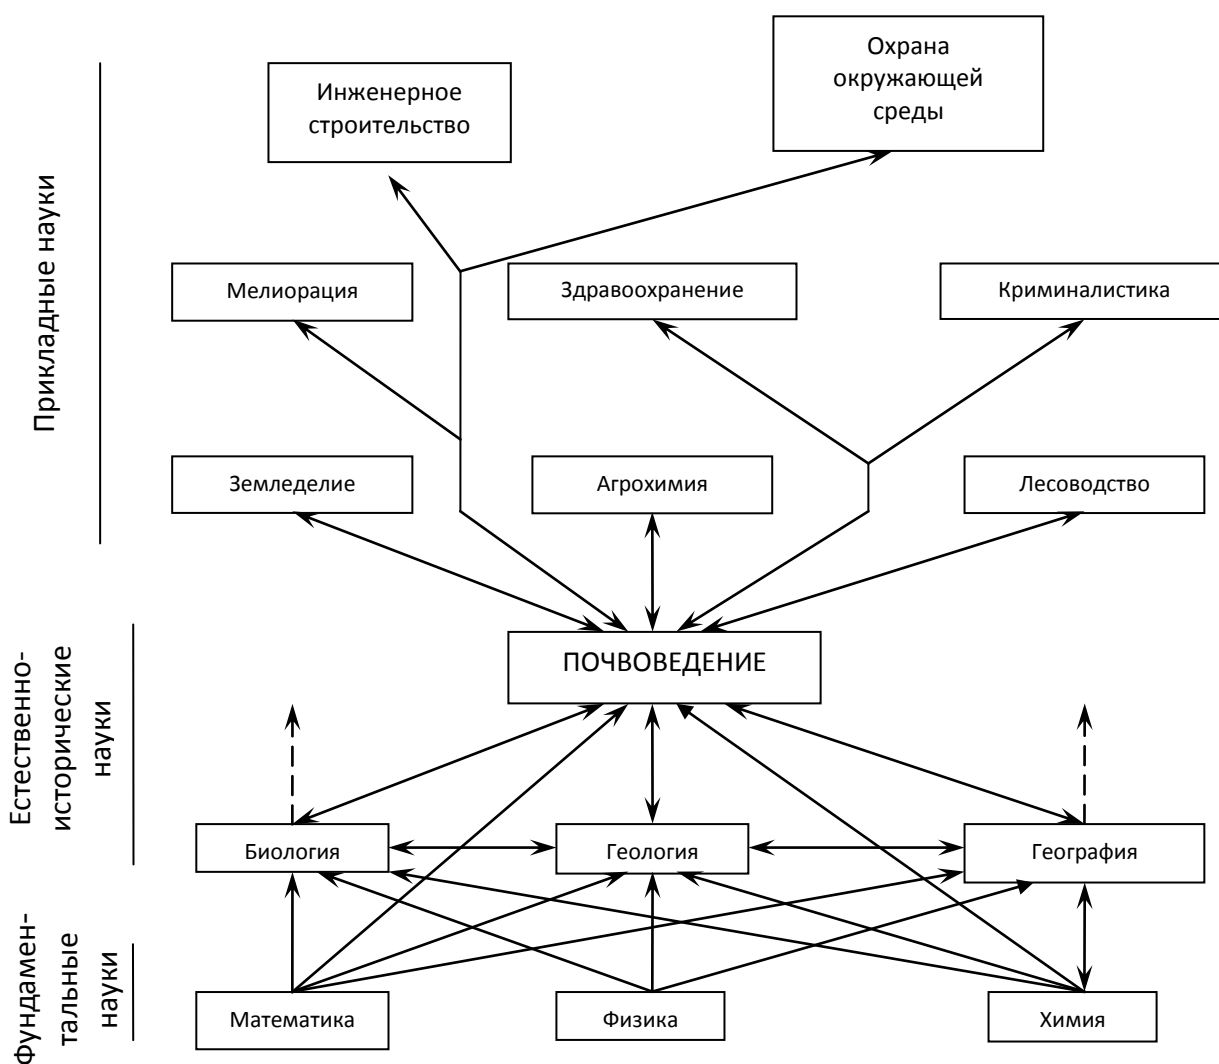 Охрана
окружающей
среды
Инженерное
строительство
Прикладные науки
Мелиорация
Здравоохранение
Криминалистика
Земледелие
Агрохимия
Лесоводство
ПОЧВОВЕДЕНИЕ
Естественно-
исторические
науки
Биология
Геология
География
Фундамен-
тальные
науки
Математика
Физика
Химия